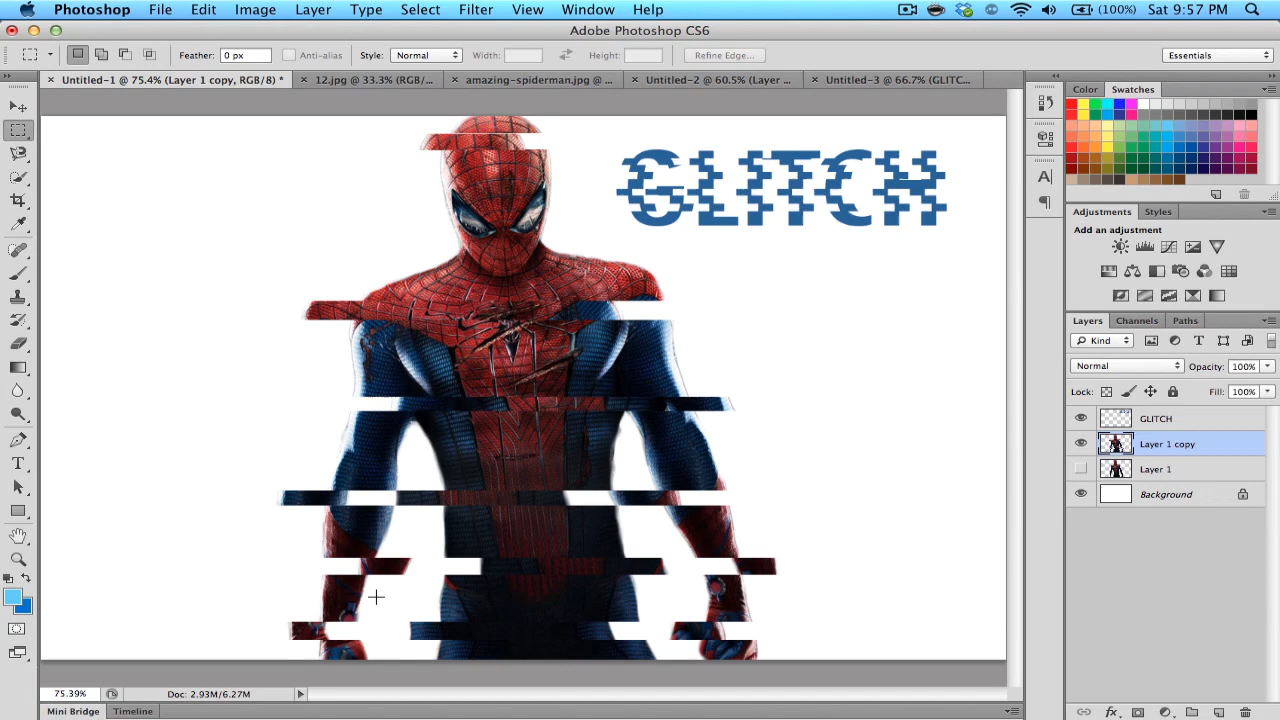 Photoshop File Edit Image Layer Type Select Filter View Window Help (100%) Sat 9:57 PM
Adobe Photoshop CS6
Feather: 0 px Anti-alias Style: Normal Width: Height: Refine Edge... Essentials
Untitled-1 @ 75.4% (Layer 1 copy, RGB/8) * 12.jpg @ 33.3% (RGB/... amazing-spiderman.jpg @ ... Untitled-2 @ 60.5% (Layer ... Untitled-3 @ 66.7% (GLITC...
Color Swatches
GLITCH
Adjustments Styles
Add an adjustment
Layers Channels Paths
Kind
Normal Opacity: 100%
Lock: Fill: 100%
GLITCH
Layer 1 copy
Layer 1
Background
75.39% Doc: 2.93M/6.27M
Mini Bridge Timeline